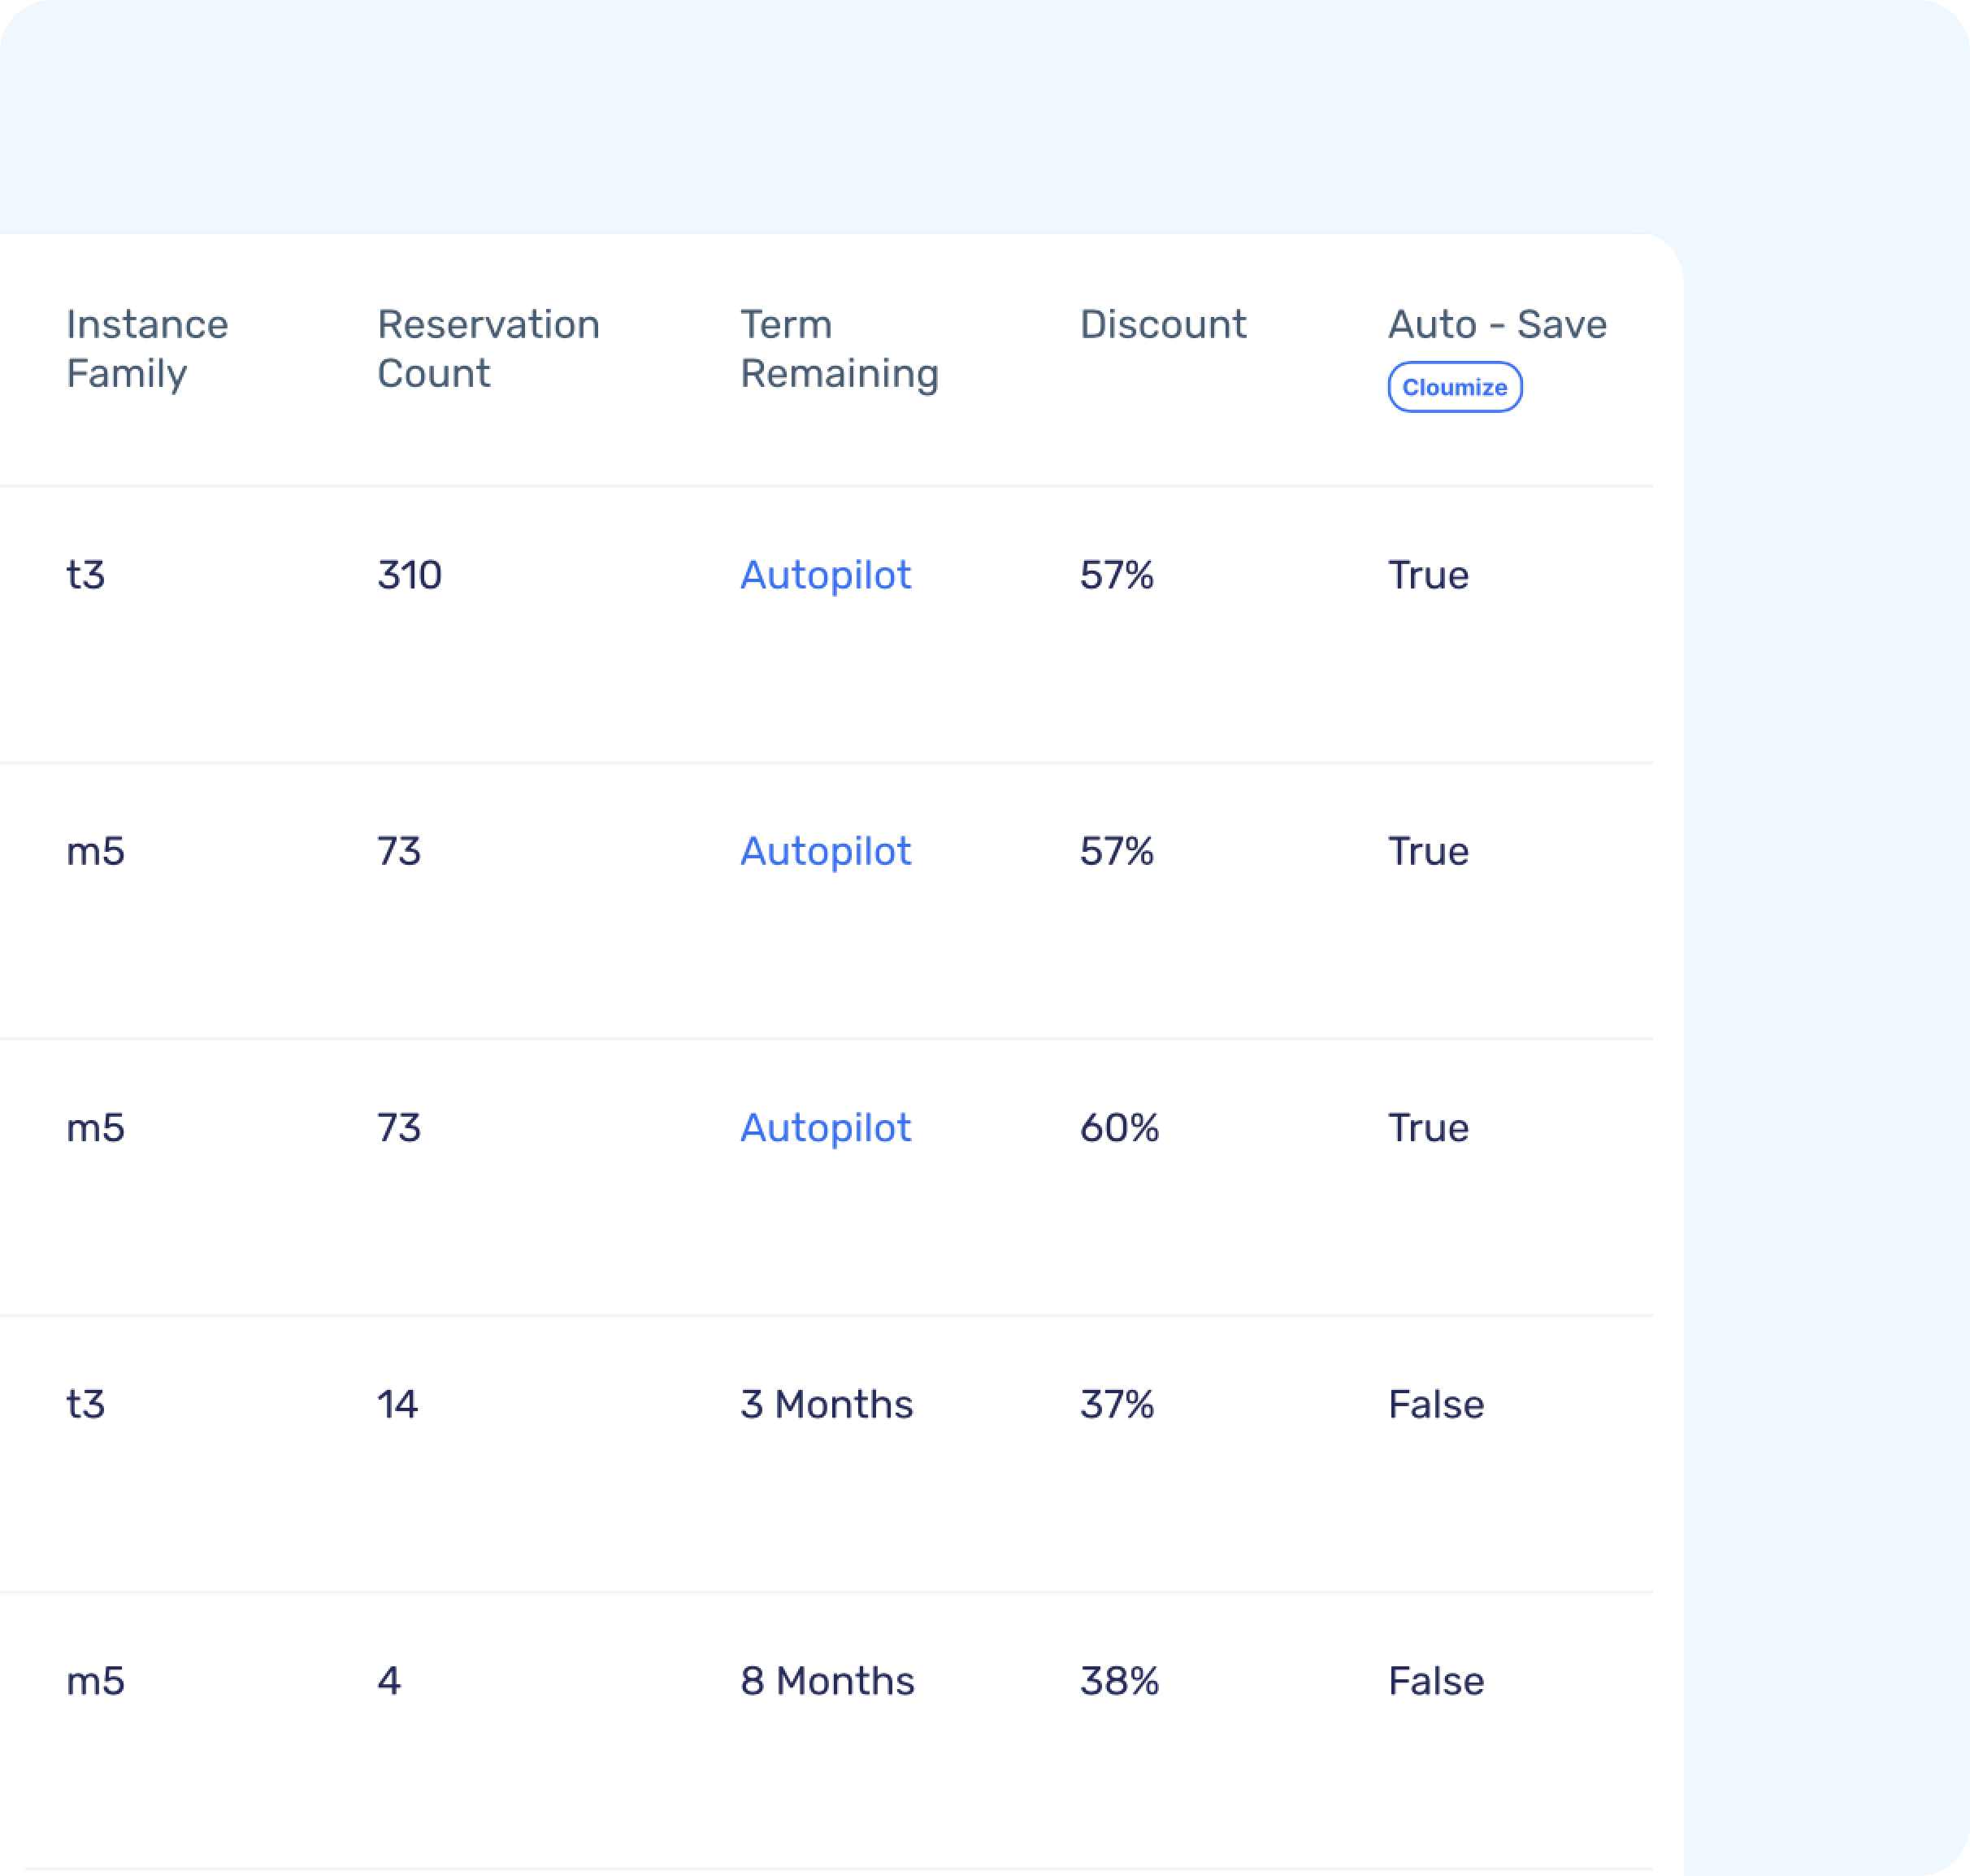 Instance Family
Reservation Count
Term Remaining
Discount
Auto - Save
Cloumize
t3 310 Autopilot 57% True
m5 73 Autopilot 57% True
m5 73 Autopilot 60% True
t3 14 3 Months 37% False
m5 4 8 Months 38% False